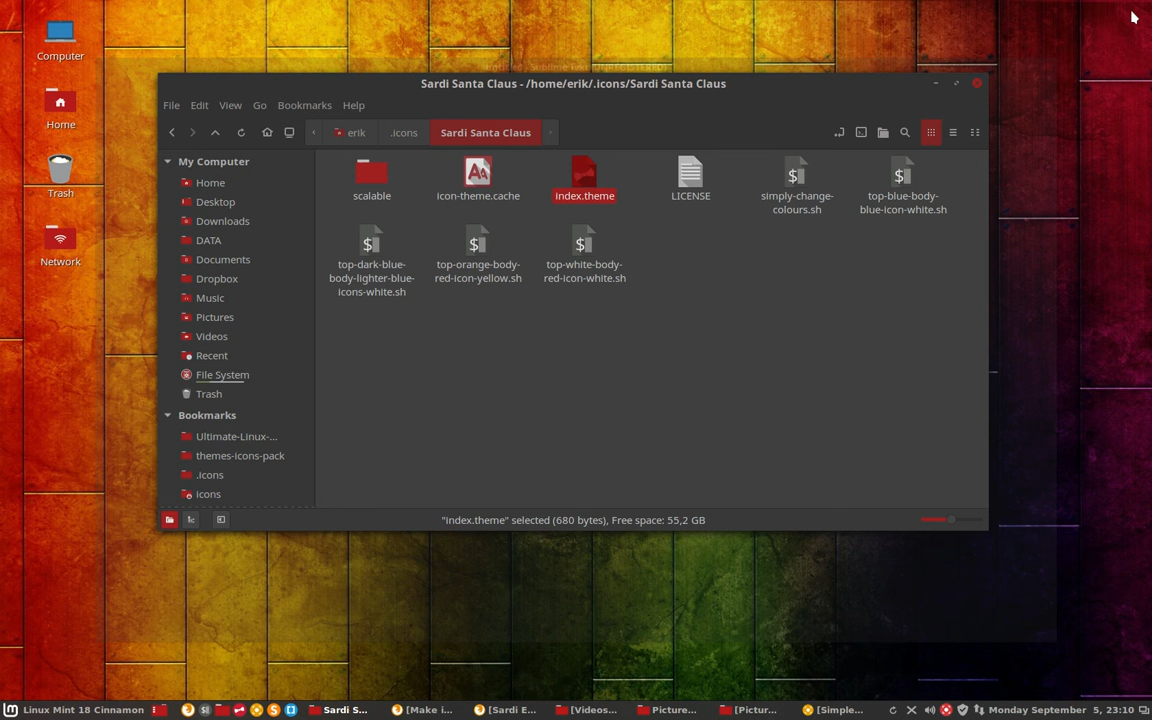 Computer
Home
Trash
Network
Sardi Santa Claus - /home/erik/.icons/Sardi Santa Claus
File Edit View Go Bookmarks Help
erik .icons Sardi Santa Claus
My Computer
Home
Desktop
Downloads
DATA
Documents
Dropbox
Music
Pictures
Videos
Recent
File System
Trash
Bookmarks
Ultimate-Linux-...
themes-icons-pack
.icons
icons
scalable
icon-theme.cache
index.theme
LICENSE
simply-change-
colours.sh
top-blue-body-
blue-icon-white.sh
top-dark-blue-
body-lighter-blue-
icons-white.sh
top-orange-body-
red-icon-yellow.sh
top-white-body-
red-icon-white.sh
"index.theme" selected (680 bytes), Free space: 55,2 GB
Linux Mint 18 Cinnamon Sardi S... [Make i... [Sardi E... [Videos... Picture... [Pictur... [Simple... Monday September 5, 23:10